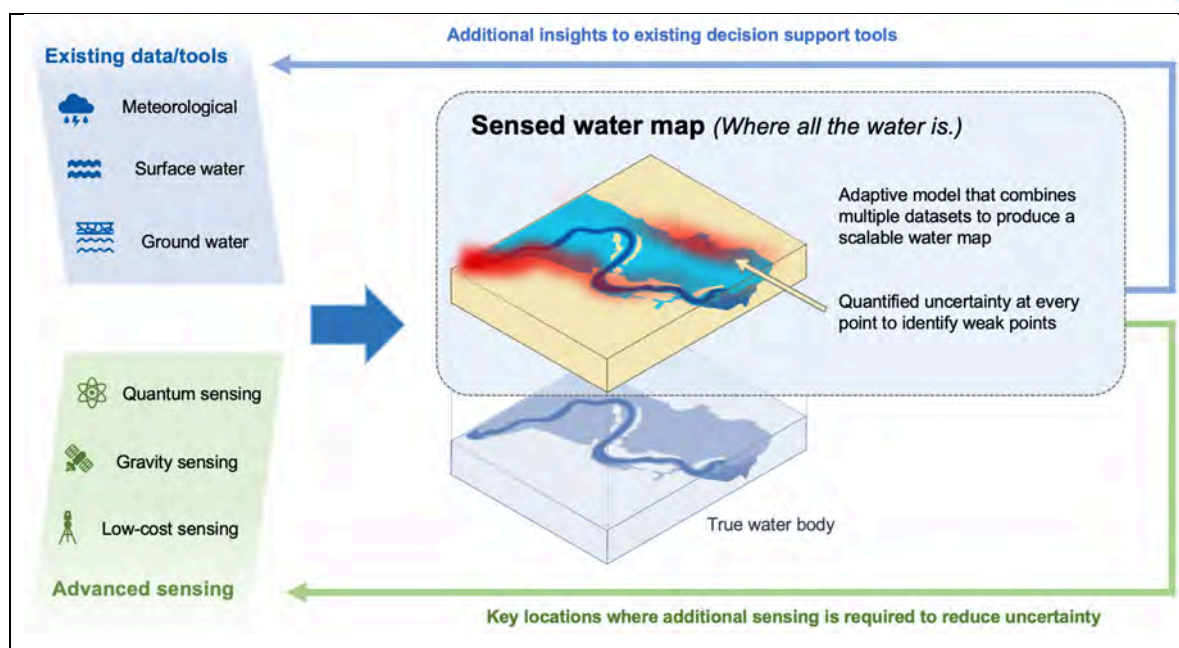 Additional insights to existing decision support tools
Existing data/tools
Meteorological
Surface water
Ground water
Sensed water map (Where all the water is.)
Adaptive model that combines
multiple datasets to produce a
scalable water map
Quantified uncertainty at every
point to identify weak points
Quantum sensing
Gravity sensing
Low-cost sensing
Advanced sensing
True water body
Key locations where additional sensing is required to reduce uncertainty